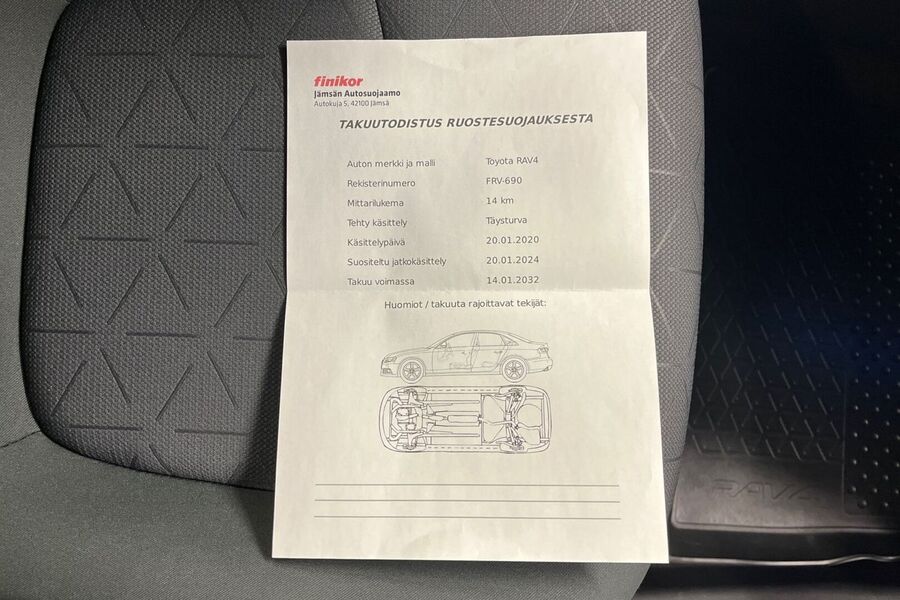 finikor
Jämsän Autosuojaamo
Autokuja 5, 42100 Jämsä
TAKUUTODISTUS RUOSTESUOJAUKSESTA
Auton merkki ja malli Toyota RAV4
Rekisterinumero FRV-690
Mittarilukema 14 km
Tehty käsittely Täysturva
Käsittelypäivä 20.01.2020
Suositeltu jatkokäsittely 20.01.2024
Takuu voimassa 14.01.2032
Huomiot / takuuta rajoittavat tekijät:
RAV4